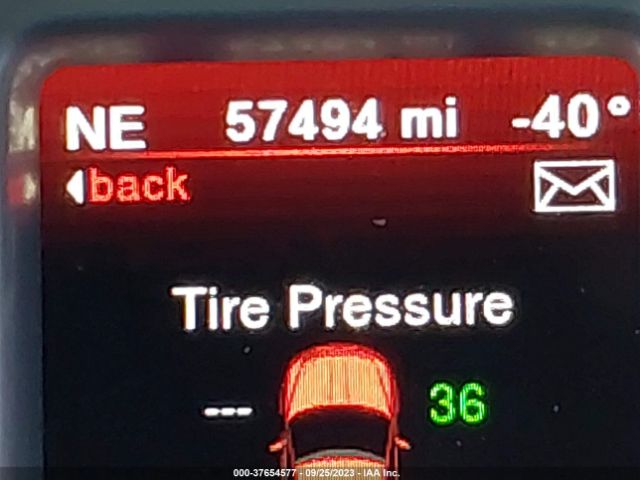 NE 57494 mi -40°
back
Tire Pressure
--- 36
000-37654577 - 09/25/2023 - IAA Inc.